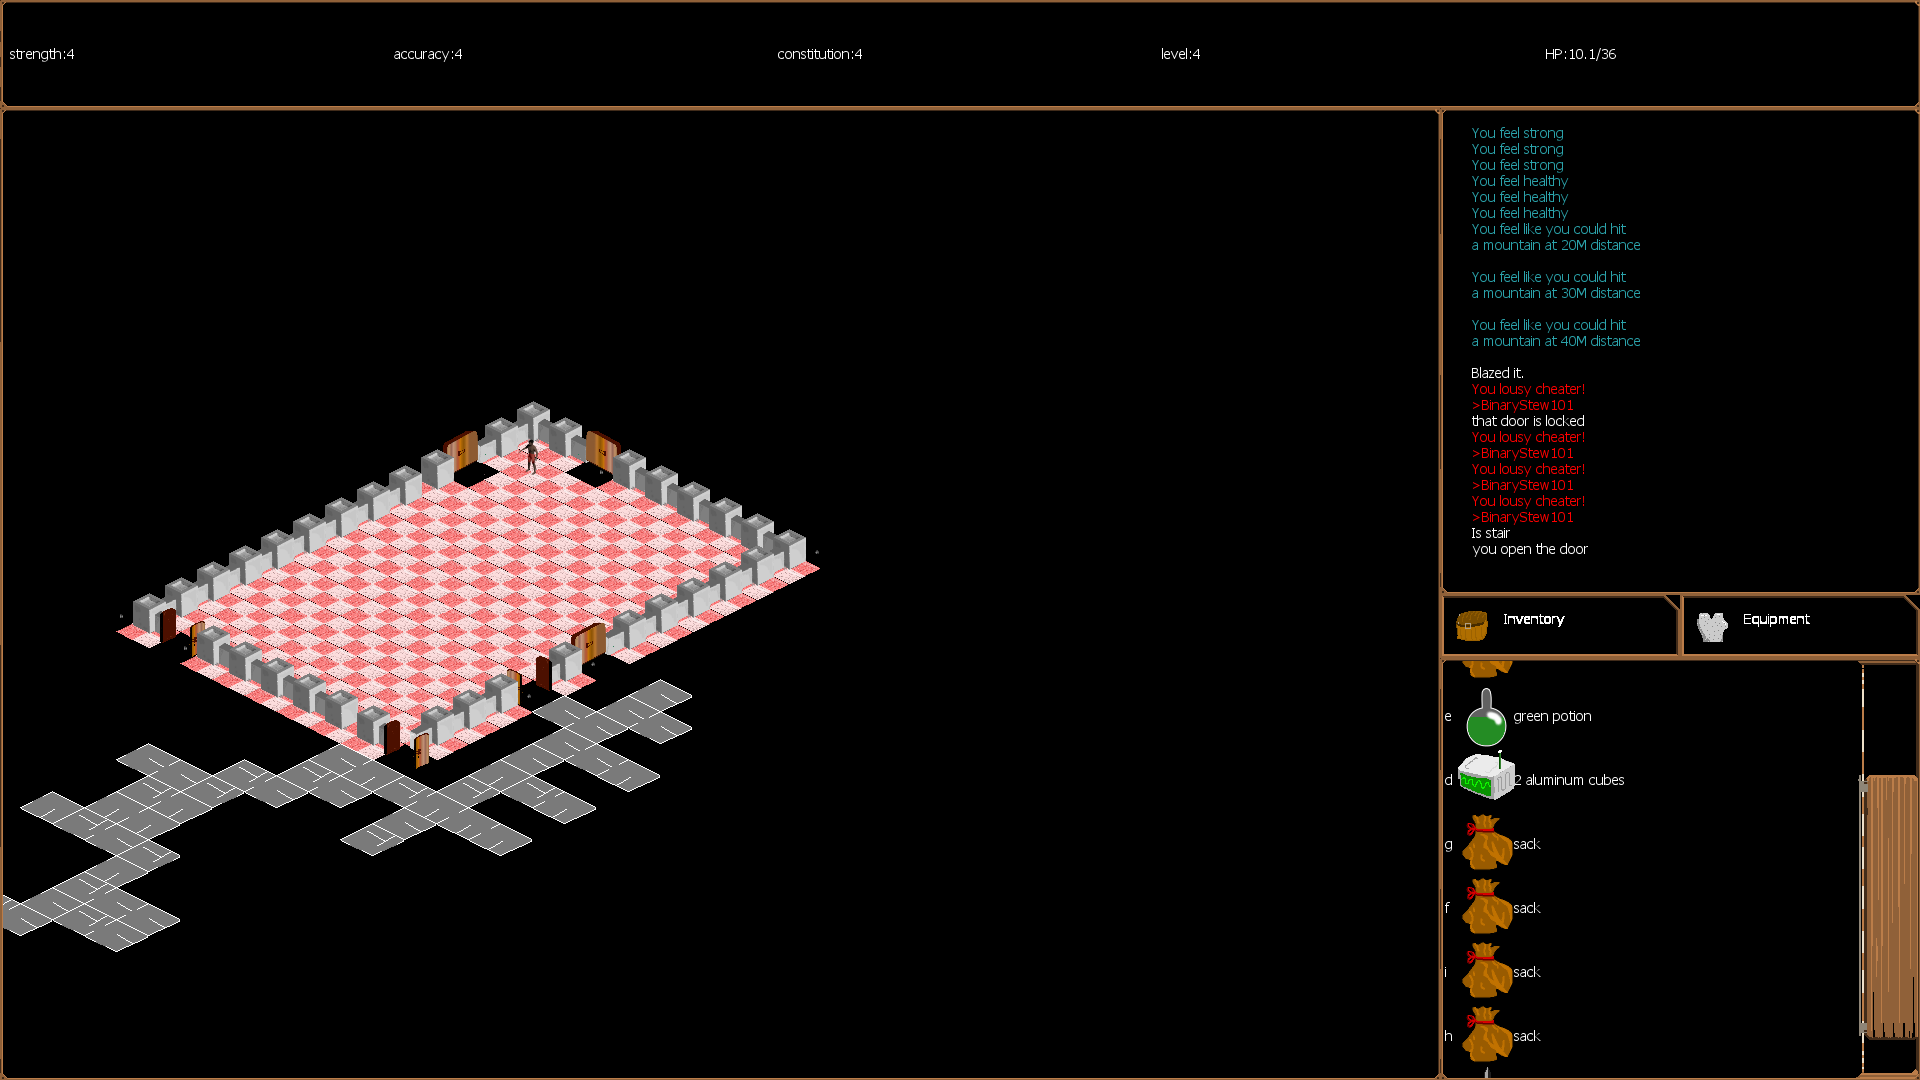 strength:4
accuracy:4
constitution:4
level:4
HP:10.1/36
You feel strong
You feel strong
You feel strong
You feel healthy
You feel healthy
You feel healthy
You feel like you could hit
a mountain at 20M distance
You feel like you could hit
a mountain at 30M distance
You feel like you could hit
a mountain at 40M distance
Blazed it.
You lousy cheater!
>BinaryStew101
that door is locked
You lousy cheater!
>BinaryStew101
You lousy cheater!
>BinaryStew101
You lousy cheater!
>BinaryStew101
Is stair
you open the door
Inventory
Equipment
e green potion
d 2 aluminum cubes
g sack
f sack
i sack
h sack